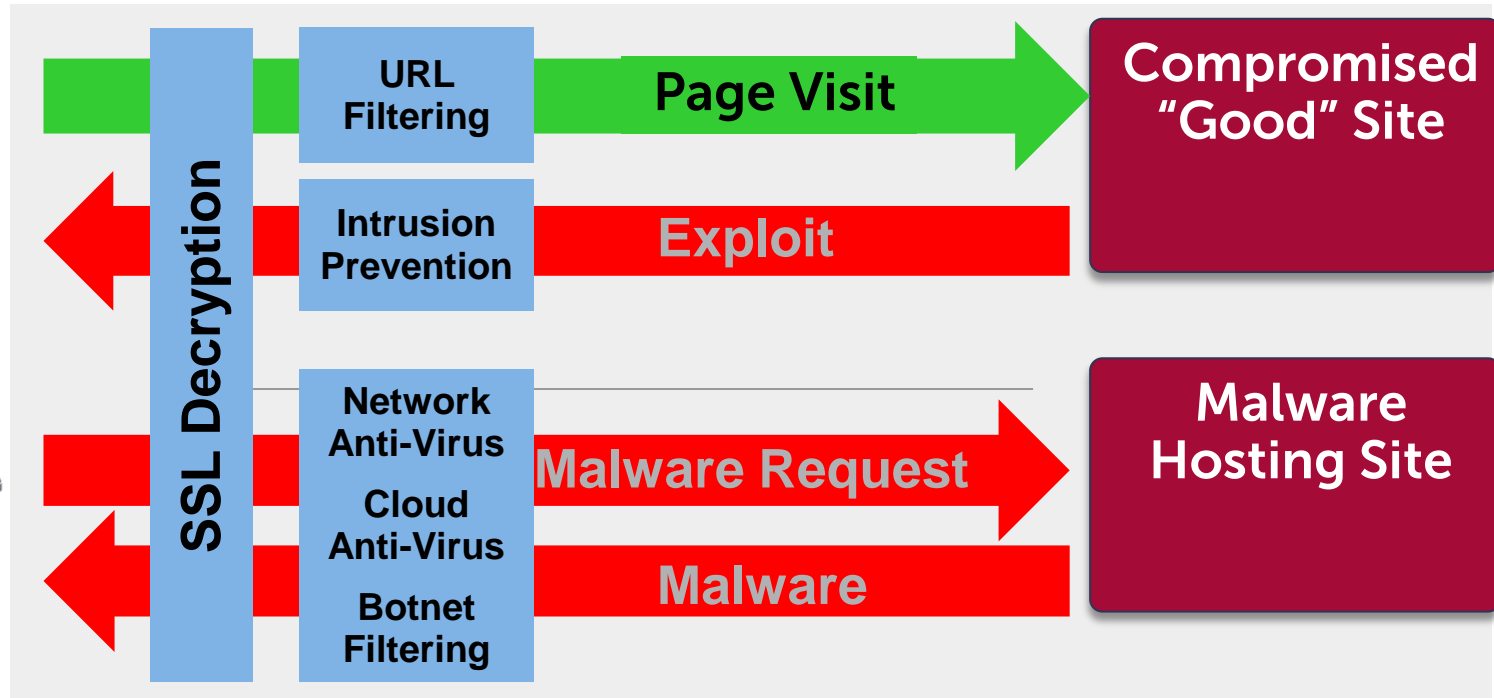 SSL Decryption
URL
Filtering
Page Visit
Compromised
“Good” Site
Intrusion
Prevention
Exploit
Network
Anti-Virus
Cloud
Anti-Virus
Botnet
Filtering
Malware Request
Malware
Malware
Hosting Site